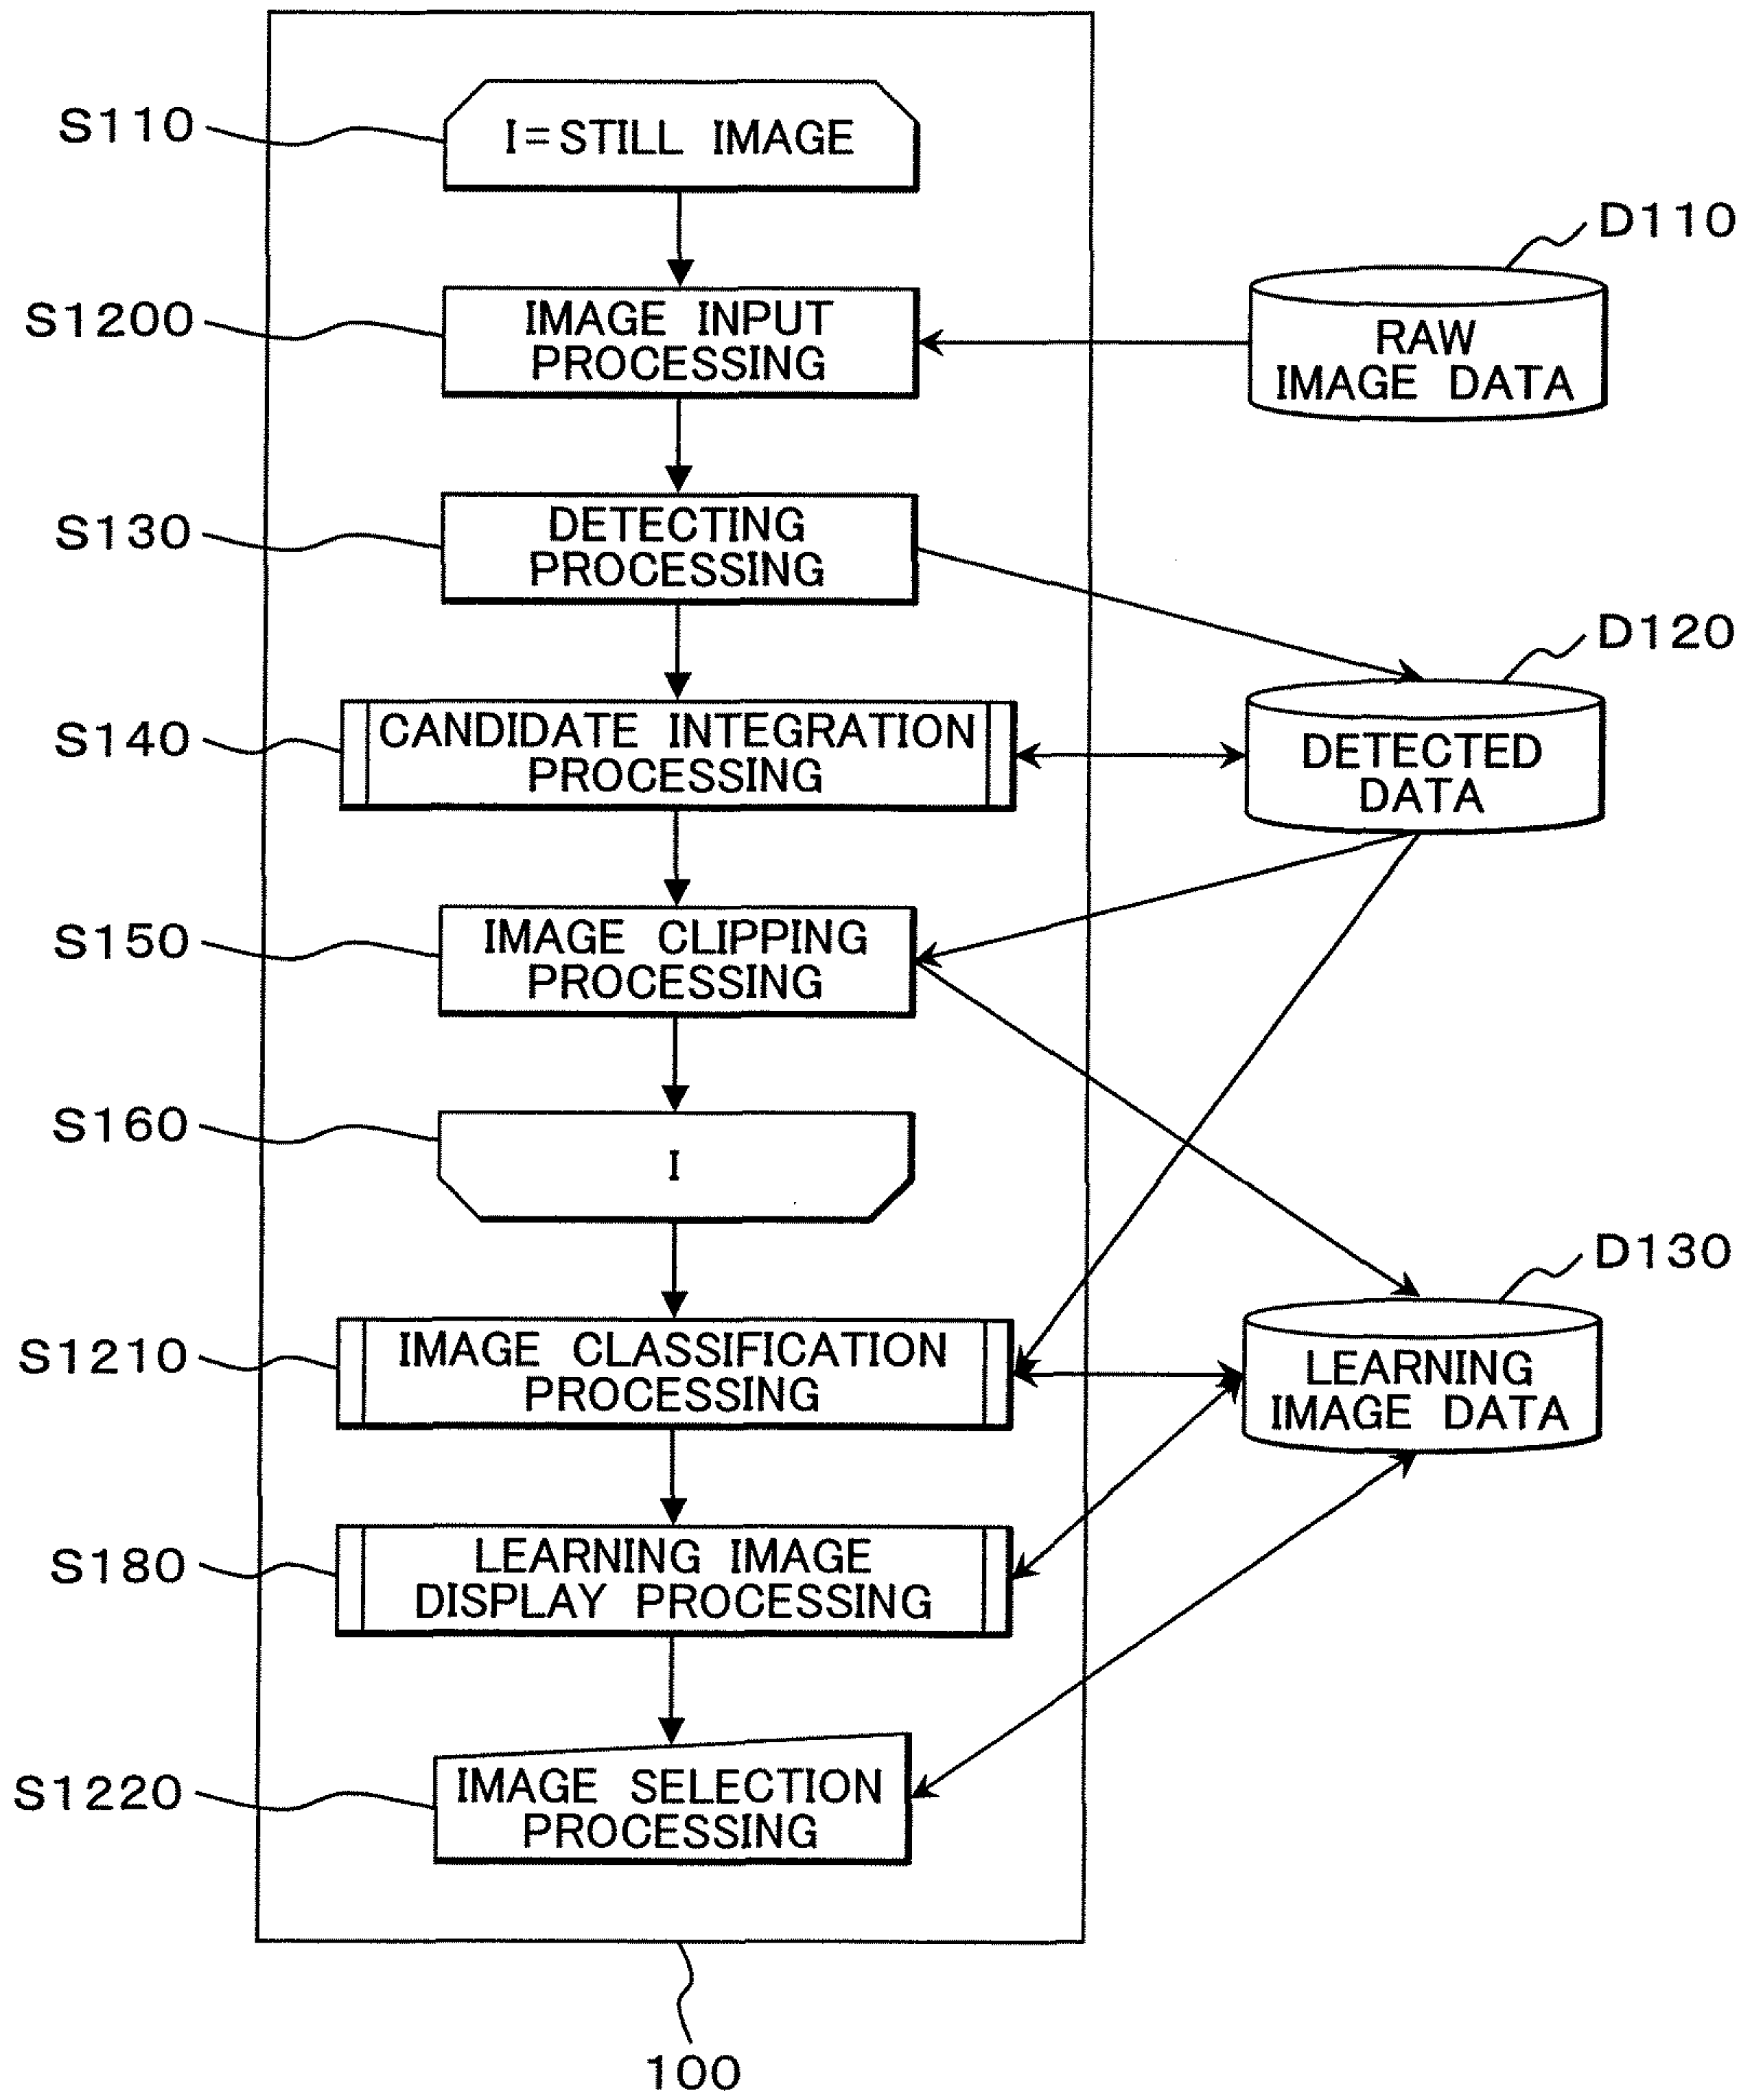 S110
I=STILL IMAGE
D110
S1200
IMAGE INPUT
PROCESSING
RAW
IMAGE DATA
S130
DETECTING
PROCESSING
D120
S140
CANDIDATE INTEGRATION
PROCESSING
DETECTED
DATA
S150
IMAGE CLIPPING
PROCESSING
S160
I
D130
S1210
IMAGE CLASSIFICATION
PROCESSING
LEARNING
IMAGE DATA
S180
LEARNING IMAGE
DISPLAY PROCESSING
S1220
IMAGE SELECTION
PROCESSING
100